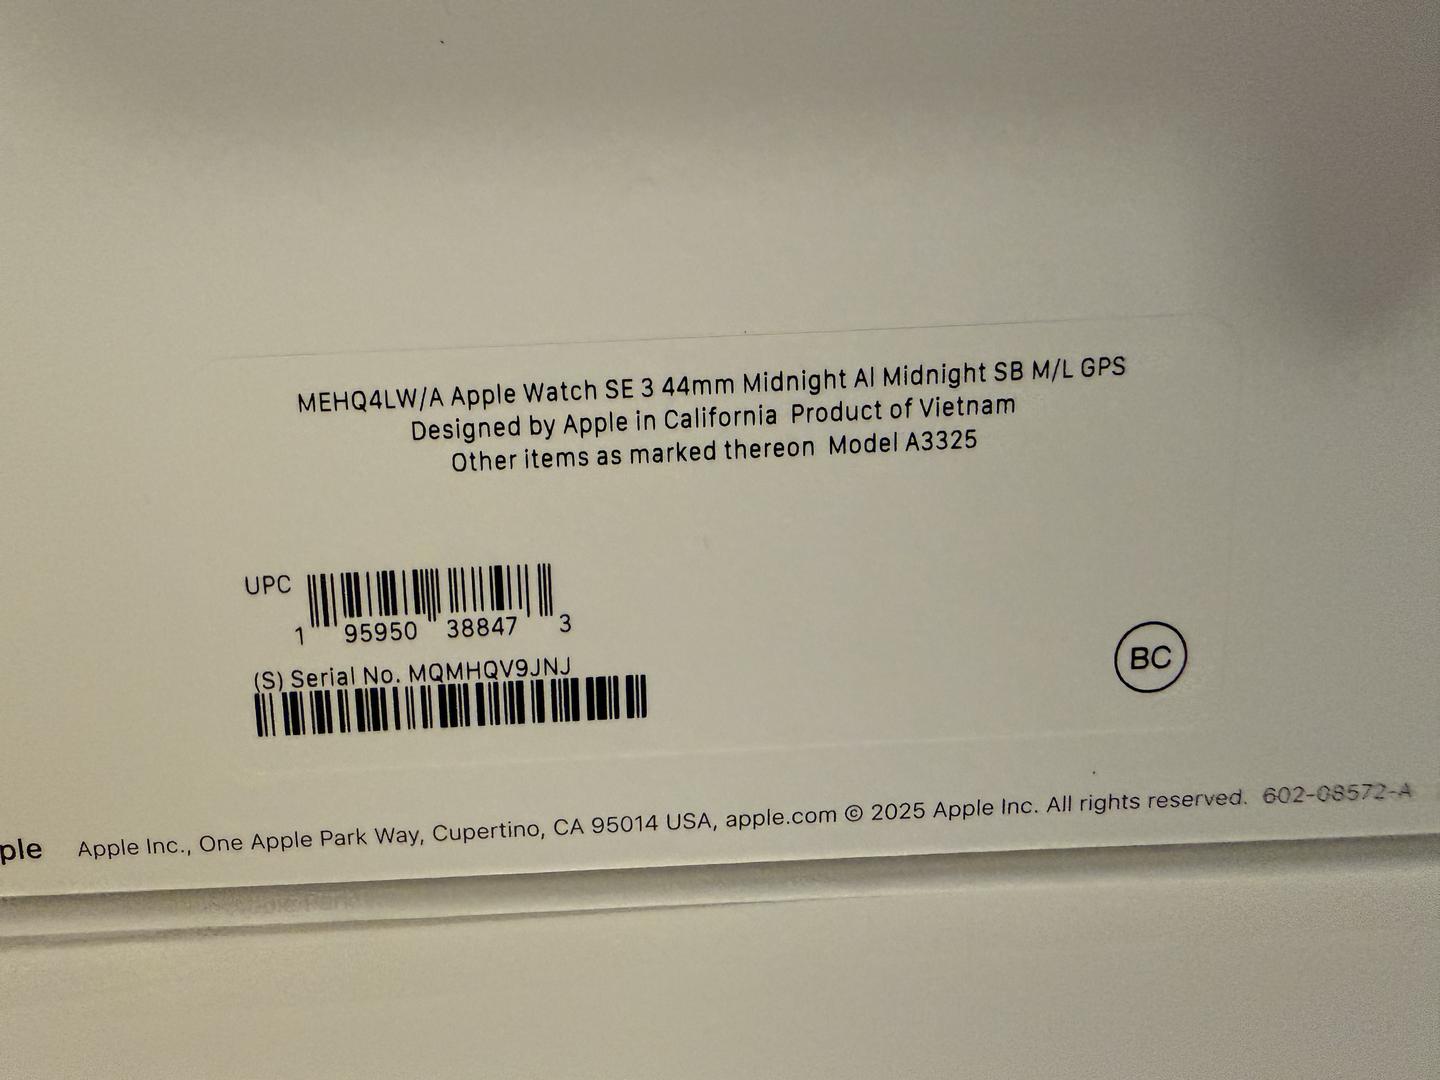 MEHQ4LW/A Apple Watch SE 3 44mm Midnight Al Midnight SB M/L GPS
Designed by Apple in California Product of Vietnam
Other items as marked thereon Model A3325
UPC
1 95950 38847 3
(S) Serial No. MQMHQV9JNJ
BC
ple Apple Inc., One Apple Park Way, Cupertino, CA 95014 USA, apple.com © 2025 Apple Inc. All rights reserved. 602-08572-A